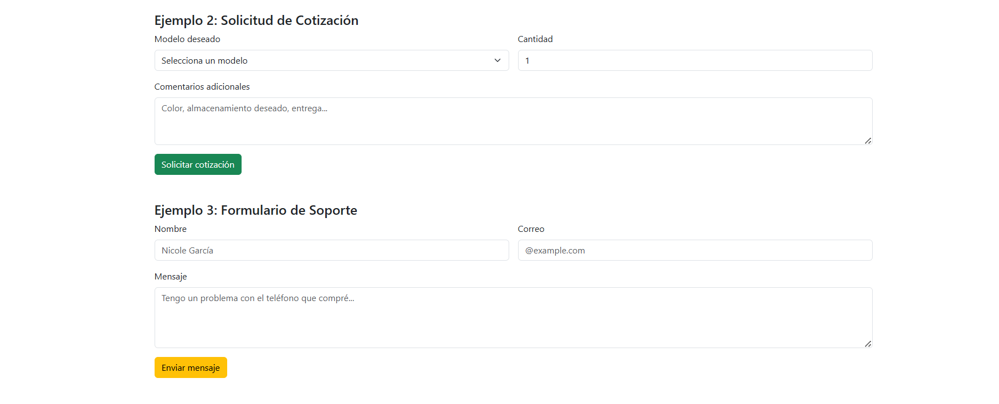 Ejemplo 2: Solicitud de Cotización
Modelo deseado
Cantidad
Selecciona un modelo
1
Comentarios adicionales
Color, almacenamiento deseado, entrega...
Solicitar cotización
Ejemplo 3: Formulario de Soporte
Nombre
Correo
Nicole García
@example.com
Mensaje
Tengo un problema con el teléfono que compré...
Enviar mensaje